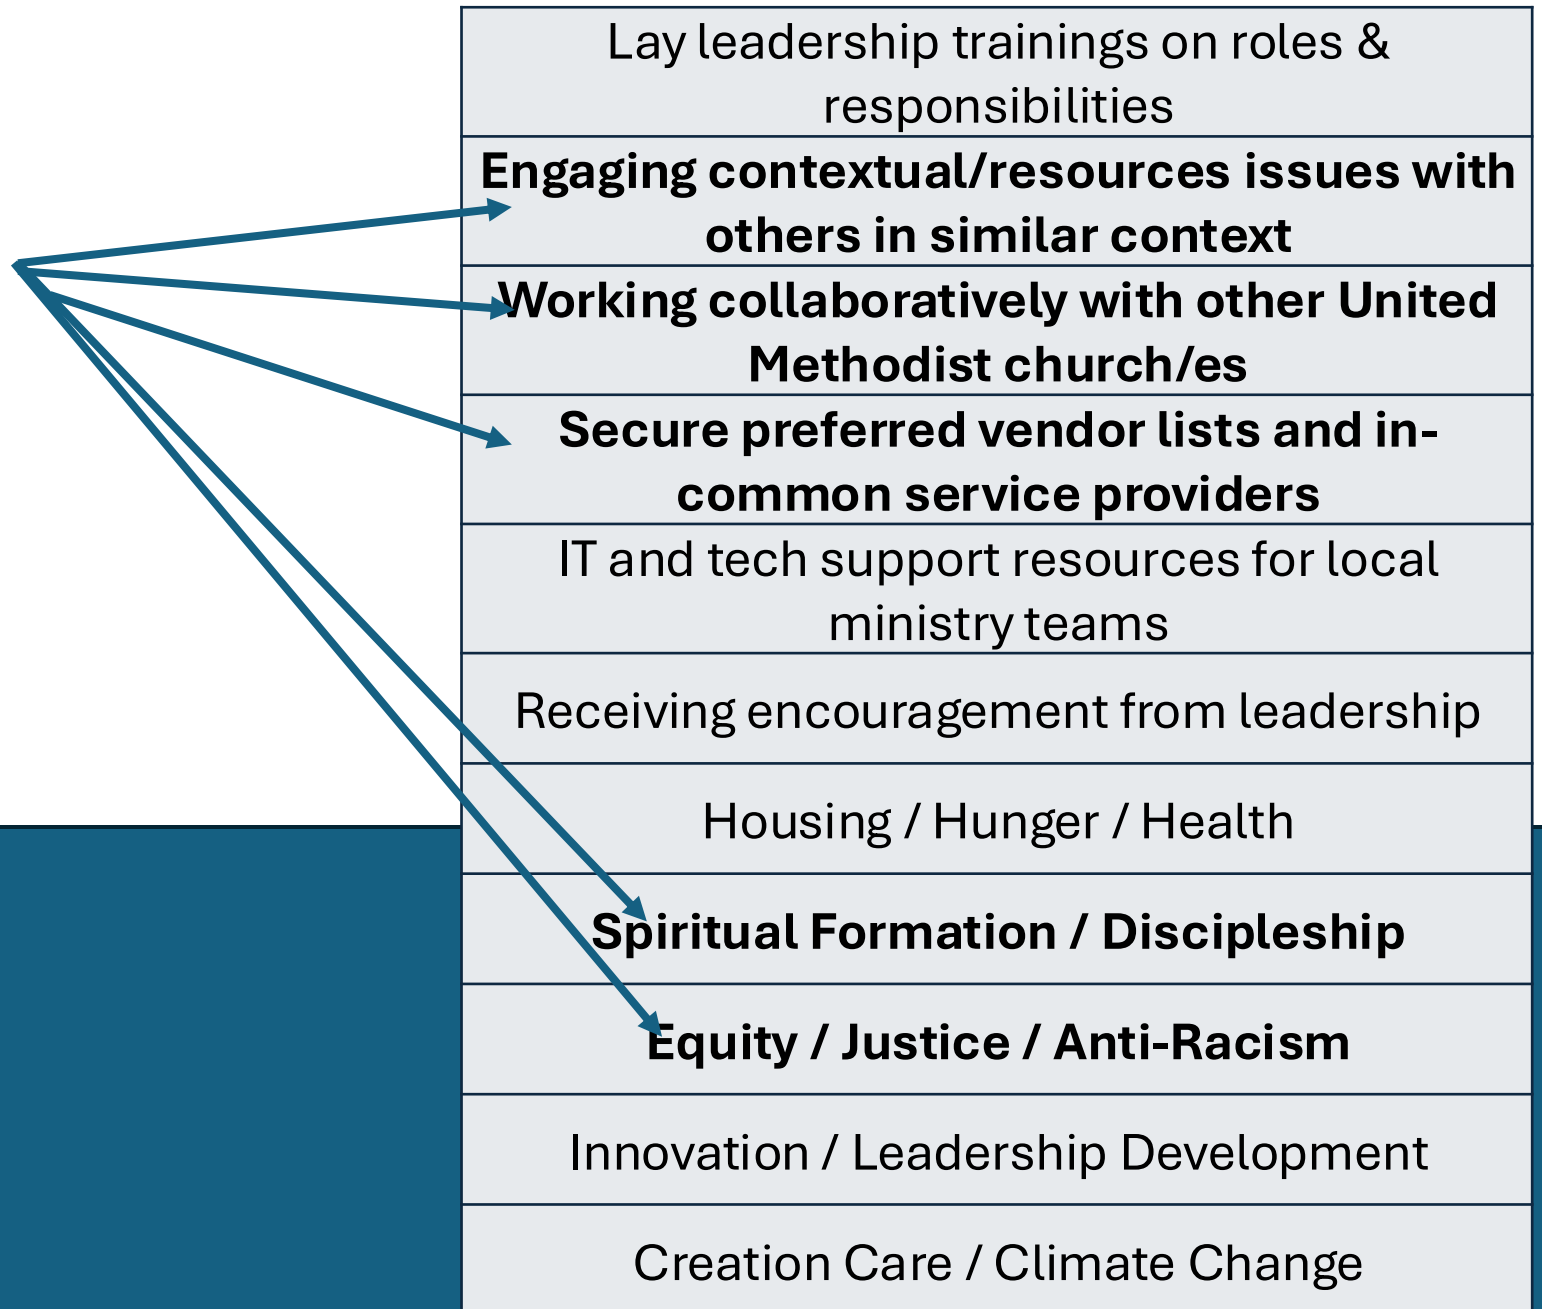 Lay leadership trainings on roles &
responsibilities
Engaging contextual/resources issues with
others in similar context
Working collaboratively with other United
Methodist church/es
Secure preferred vendor lists and in-
common service providers
IT and tech support resources for local
ministry teams
Receiving encouragement from leadership
Housing / Hunger / Health
Spiritual Formation / Discipleship
Equity / Justice / Anti-Racism
Innovation / Leadership Development
Creation Care / Climate Change